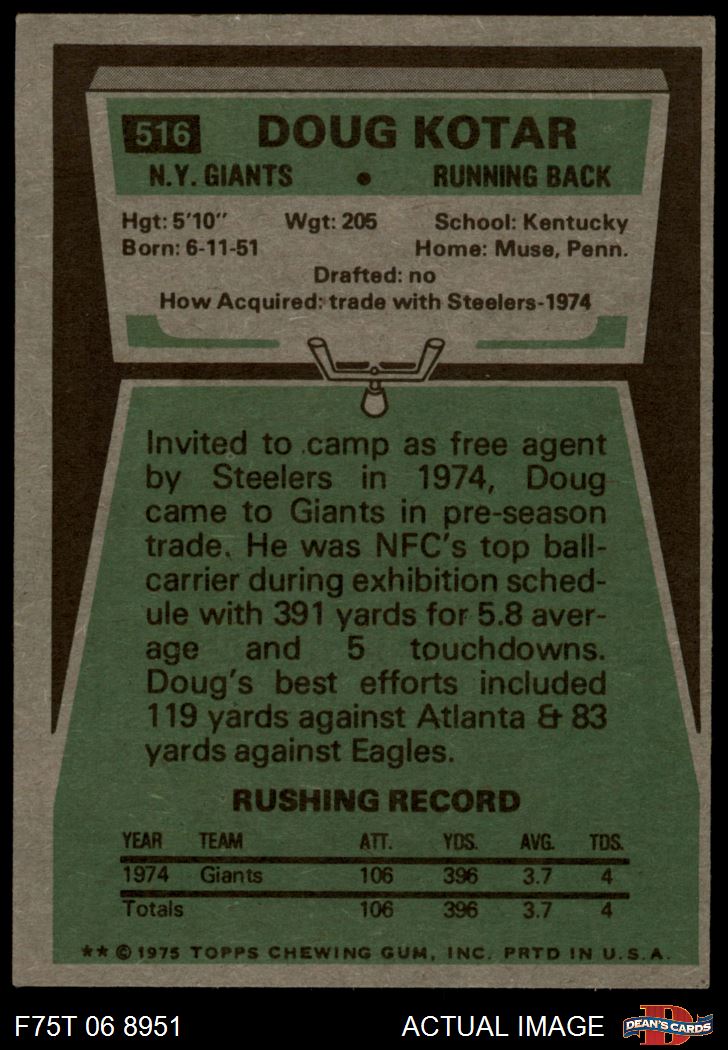 516 DOUG KOTAR
N.Y. GIANTS • RUNNING BACK
Hgt: 5'10" Wgt: 205 School: Kentucky
Born: 6-11-51 Home: Muse, Penn.
Drafted: no
How Acquired: trade with Steelers-1974
Invited to camp as free agent
by Steelers in 1974, Doug
came to Giants in pre-season
trade. He was NFC's top ball-
carrier during exhibition sched-
ule with 391 yards for 5.8 aver-
age and 5 touchdowns.
Doug's best efforts included
119 yards against Atlanta & 83
yards against Eagles.
RUSHING RECORD
YEAR TEAM ATT. YDS. AVG. TDS.
1974 Giants 106 396 3.7 4
Totals 106 396 3.7 4
** © 1975 TOPPS CHEWING GUM, INC. PRTD IN U.S.A.
F75T 06 8951 ACTUAL IMAGE D DEAN'S CARDS